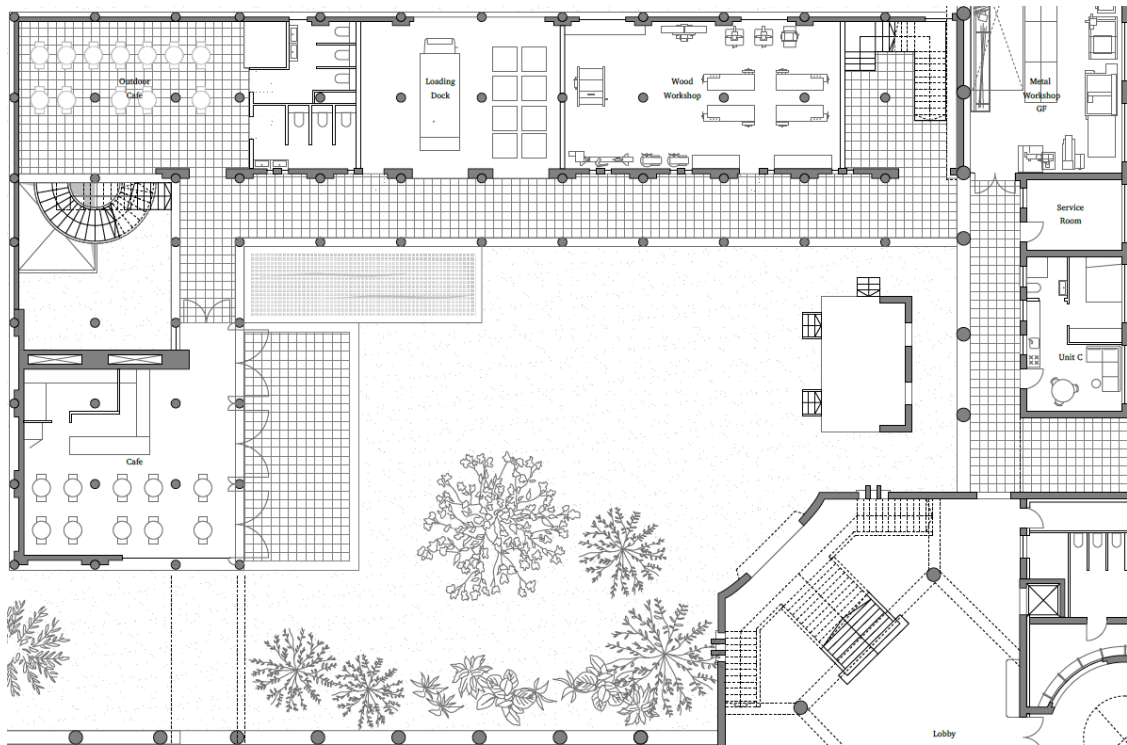 Outdoor
Cafe
Loading
Dock
Wood
Workshop
Metal
Workshop
GF
Service
Room
Unit C
Cafe
Lobby